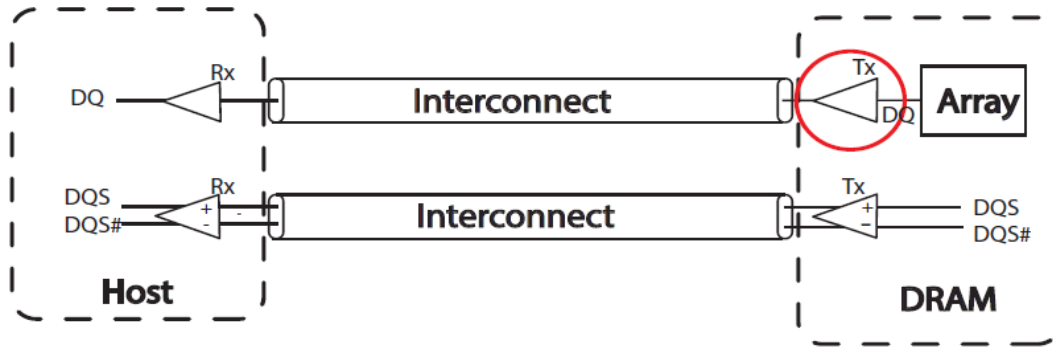 Rx
Tx
DQ
Interconnect
DQ
Array
Rx
Tx
DQS
DQS#
+
-
-
Interconnect
+
-
DQS
DQS#
Host
DRAM